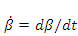 β̇ = dβ/dt